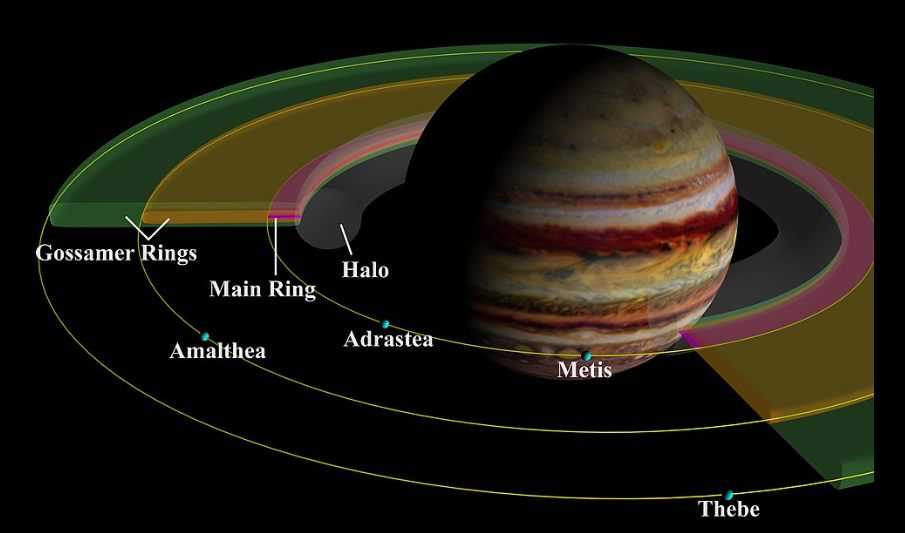 Gossamer Rings
Halo
Main Ring
Adrastea
Amalthea
Metis
Thebe